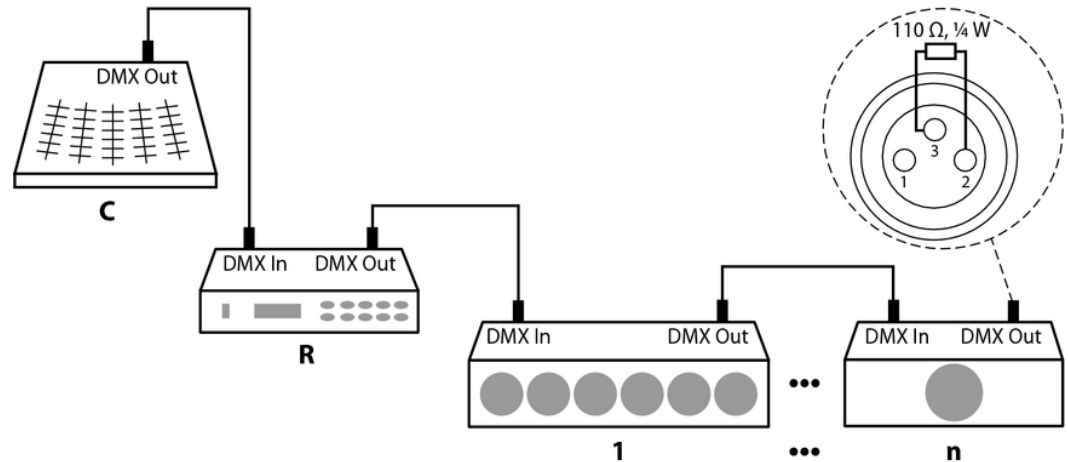 110 Ω, ¼ W
DMX Out
3
1
2
C
DMX In
DMX Out
R
DMX In
DMX Out
DMX In
DMX Out
1
n